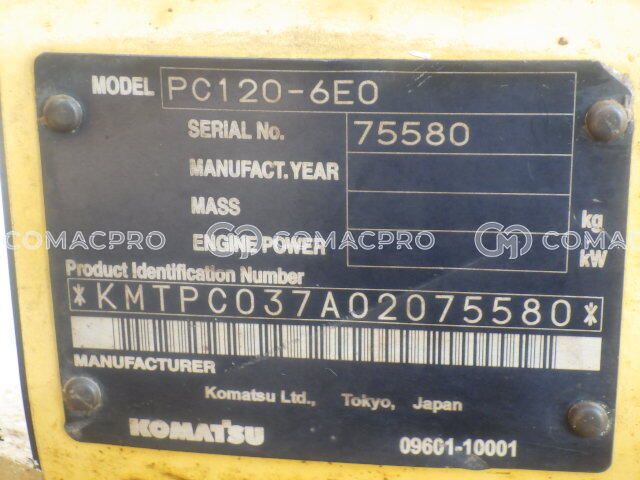 MODEL PC120-6E0
SERIAL No. 75580
MANUFACT. YEAR
MASS kg
ENGINE POWER kW
COMACPRO COMACPRO COMACPRO
Product Identification Number
*KMTPC037A02075580*
MANUFACTURER
Komatsu Ltd., Tokyo, Japan
KOMATSU 09601-10001